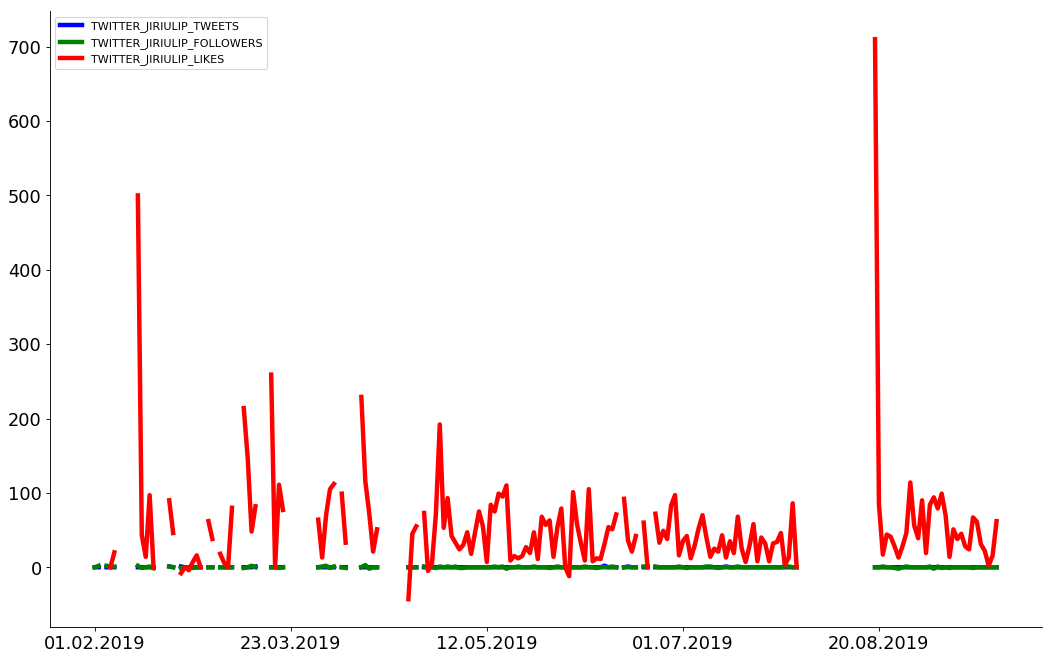 TWITTER_JIRIULIP_TWEETS
TWITTER_JIRIULIP_FOLLOWERS
TWITTER_JIRIULIP_LIKES
700
600
500
400
300
200
100
0
01.02.2019 23.03.2019 12.05.2019 01.07.2019 20.08.2019